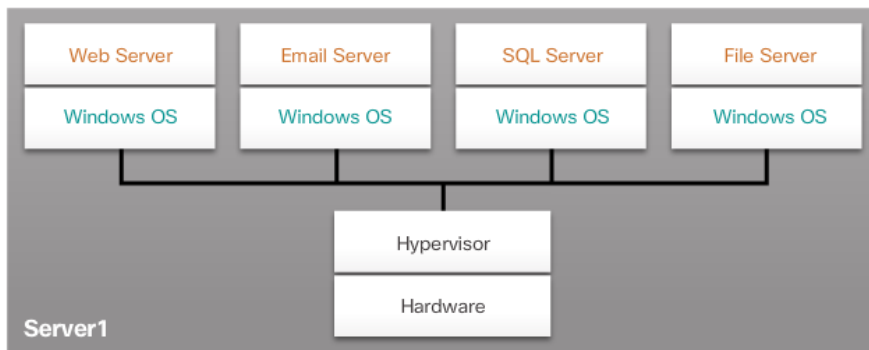 Web Server
Email Server
SQL Server
File Server
Windows OS
Windows OS
Windows OS
Windows OS
Hypervisor
Hardware
Server1